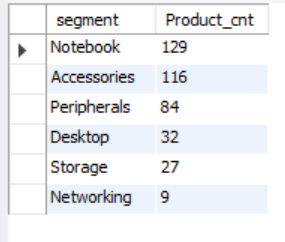 segment Product_cnt
Notebook 129
Accessories 116
Peripherals 84
Desktop 32
Storage 27
Networking 9